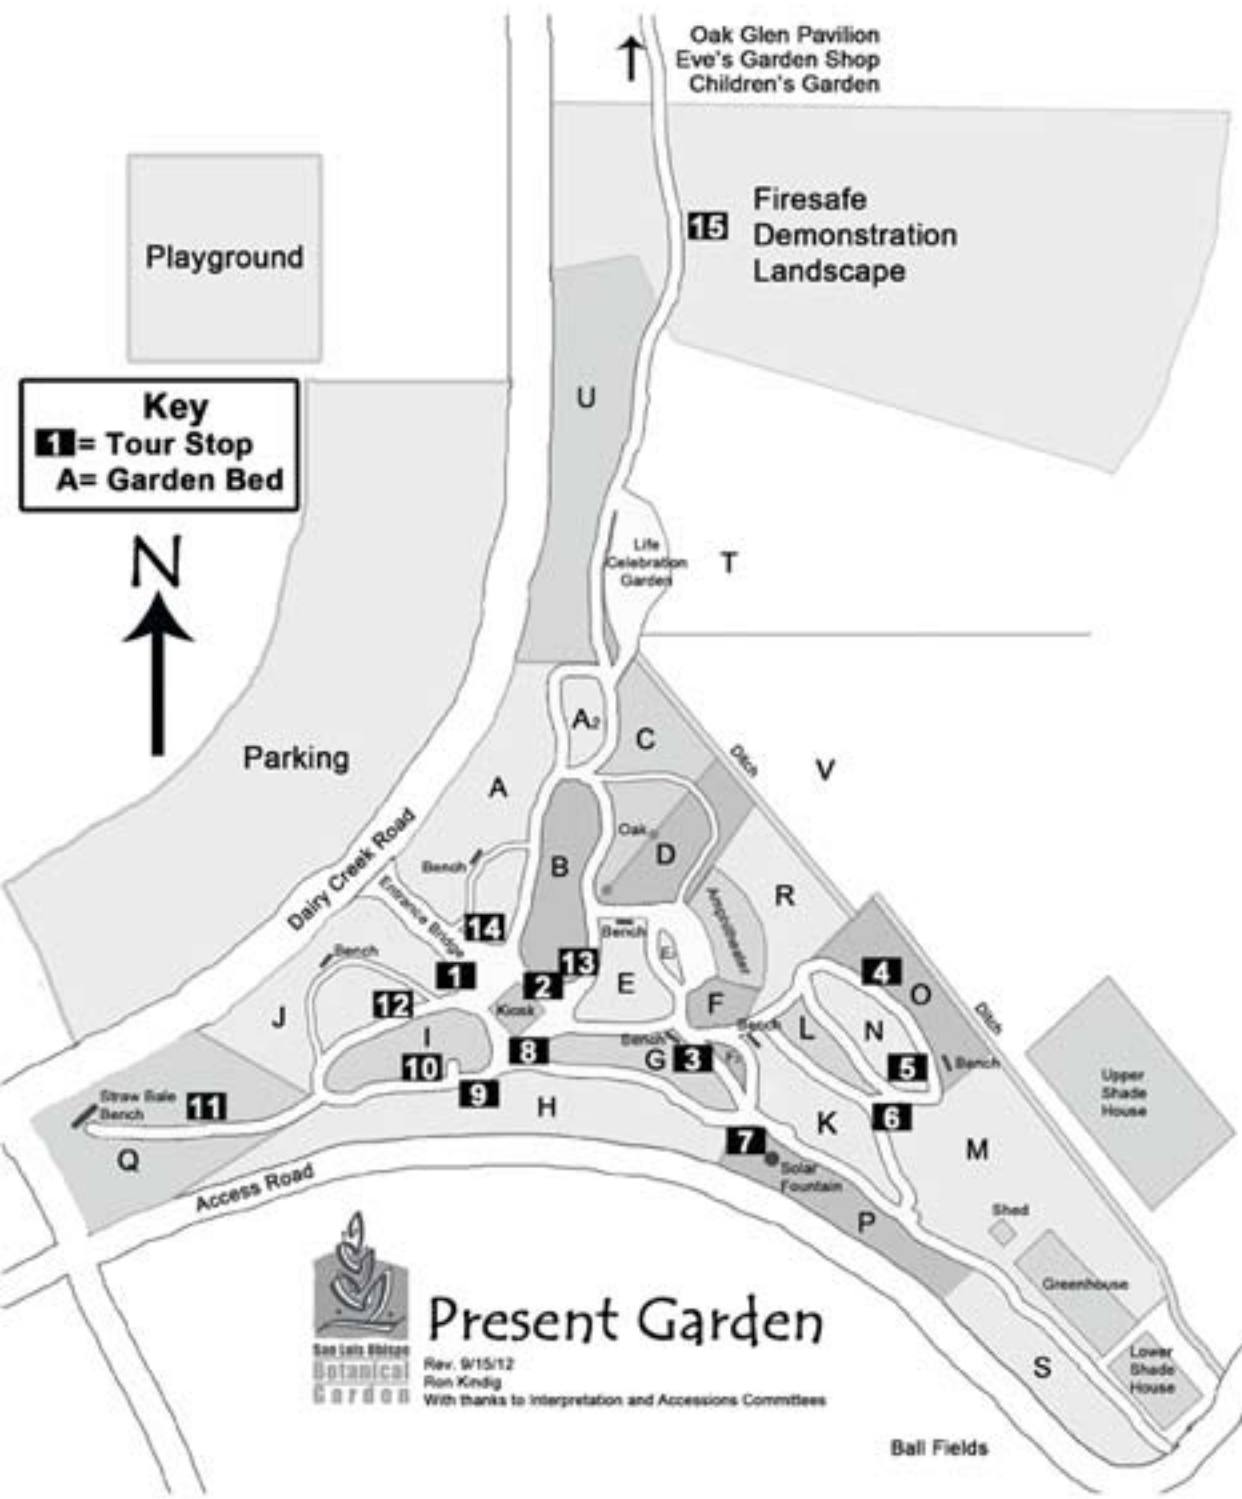 Oak Glen Pavilion
Eve's Garden Shop
Children's Garden
15
Firesafe
Demonstration
Landscape
Playground
Key
1 = Tour Stop
A= Garden Bed
U
N
Life
Celebration
Garden
T
A2
C
Ditch
V
Parking
A
Oak
D
B
Bench
Dairy Creek Road
Entrance Bridge
R
Amphitheater
14
Bench
E
Bench
1
13
2
E
4
O
12
Kiosk
F
J
I
8
Bench
G
3
Bench
L
N
5
Bench
Ditch
10
9
H
Straw Bale
Bench
11
Q
7
K
6
M
Upper
Shade
House
Solar
Fountain
Access Road
P
Shed
Greenhouse
S
Lower
Shade
House
San Luis Obispo
Botanical
Garden
Present Garden
Rev. 9/15/12
Ron Kindig
With thanks to Interpretation and Accessions Committees
Ball Fields